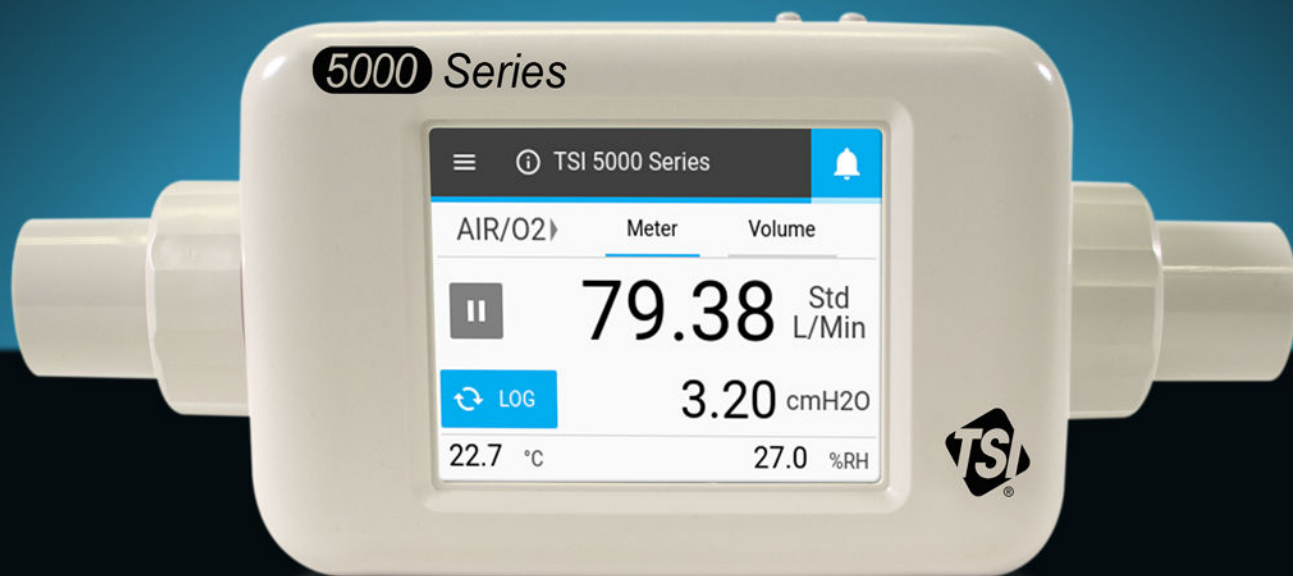 5000 Series
TSI 5000 Series
AIR/O2 Meter Volume
79.38 Std L/Min
LOG 3.20 cmH2O
22.7 °C 27.0 %RH
TSI®